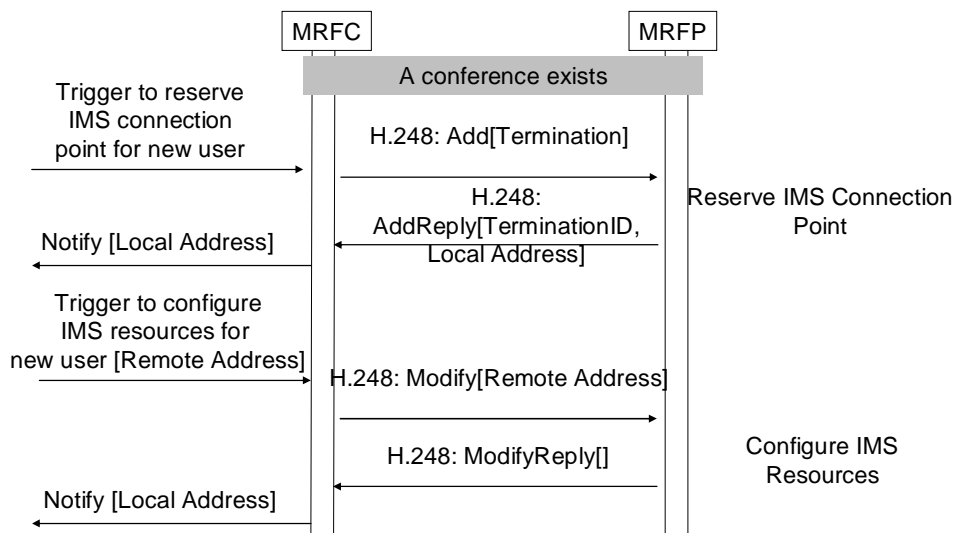 MRFC
MRFP
A conference exists
Trigger to reserve
IMS connection
point for new user
H.248: Add[Termination]
H.248:
AddReply[TerminationID,
Local Address]
Reserve IMS Connection
Point
Notify [Local Address]
Trigger to configure
IMS resources for
new user [Remote Address]
H.248: Modify[Remote Address]
H.248: ModifyReply[]
Configure IMS
Resources
Notify [Local Address]